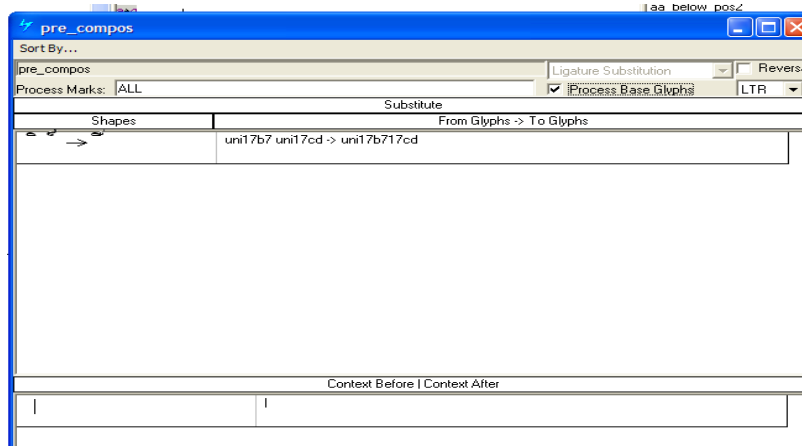 aa_below_pos2
pre_compos
Sort By...
pre_compos Ligature Substitution Revers
Process Marks: ALL Process Base Glyphs LTR
Substitute
Shapes From Glyphs -> To Glyphs
uni17b7 uni17cd -> uni17b717cd
Context Before | Context After